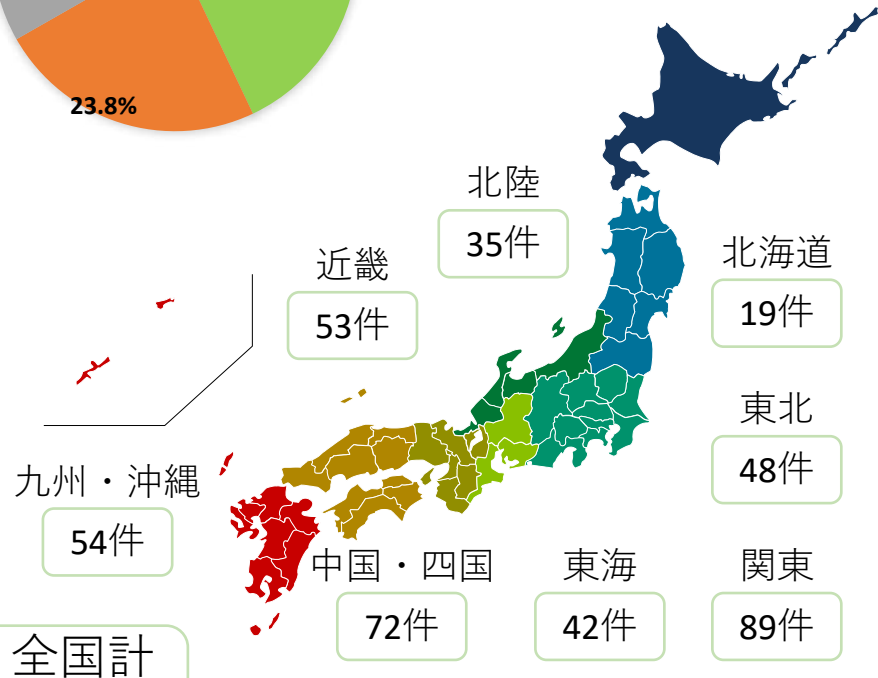 23.8%
北陸
35件
近畿
53件
北海道
19件
東北
48件
九州・沖縄
54件
中国・四国
72件
東海
42件
関東
89件
全国計